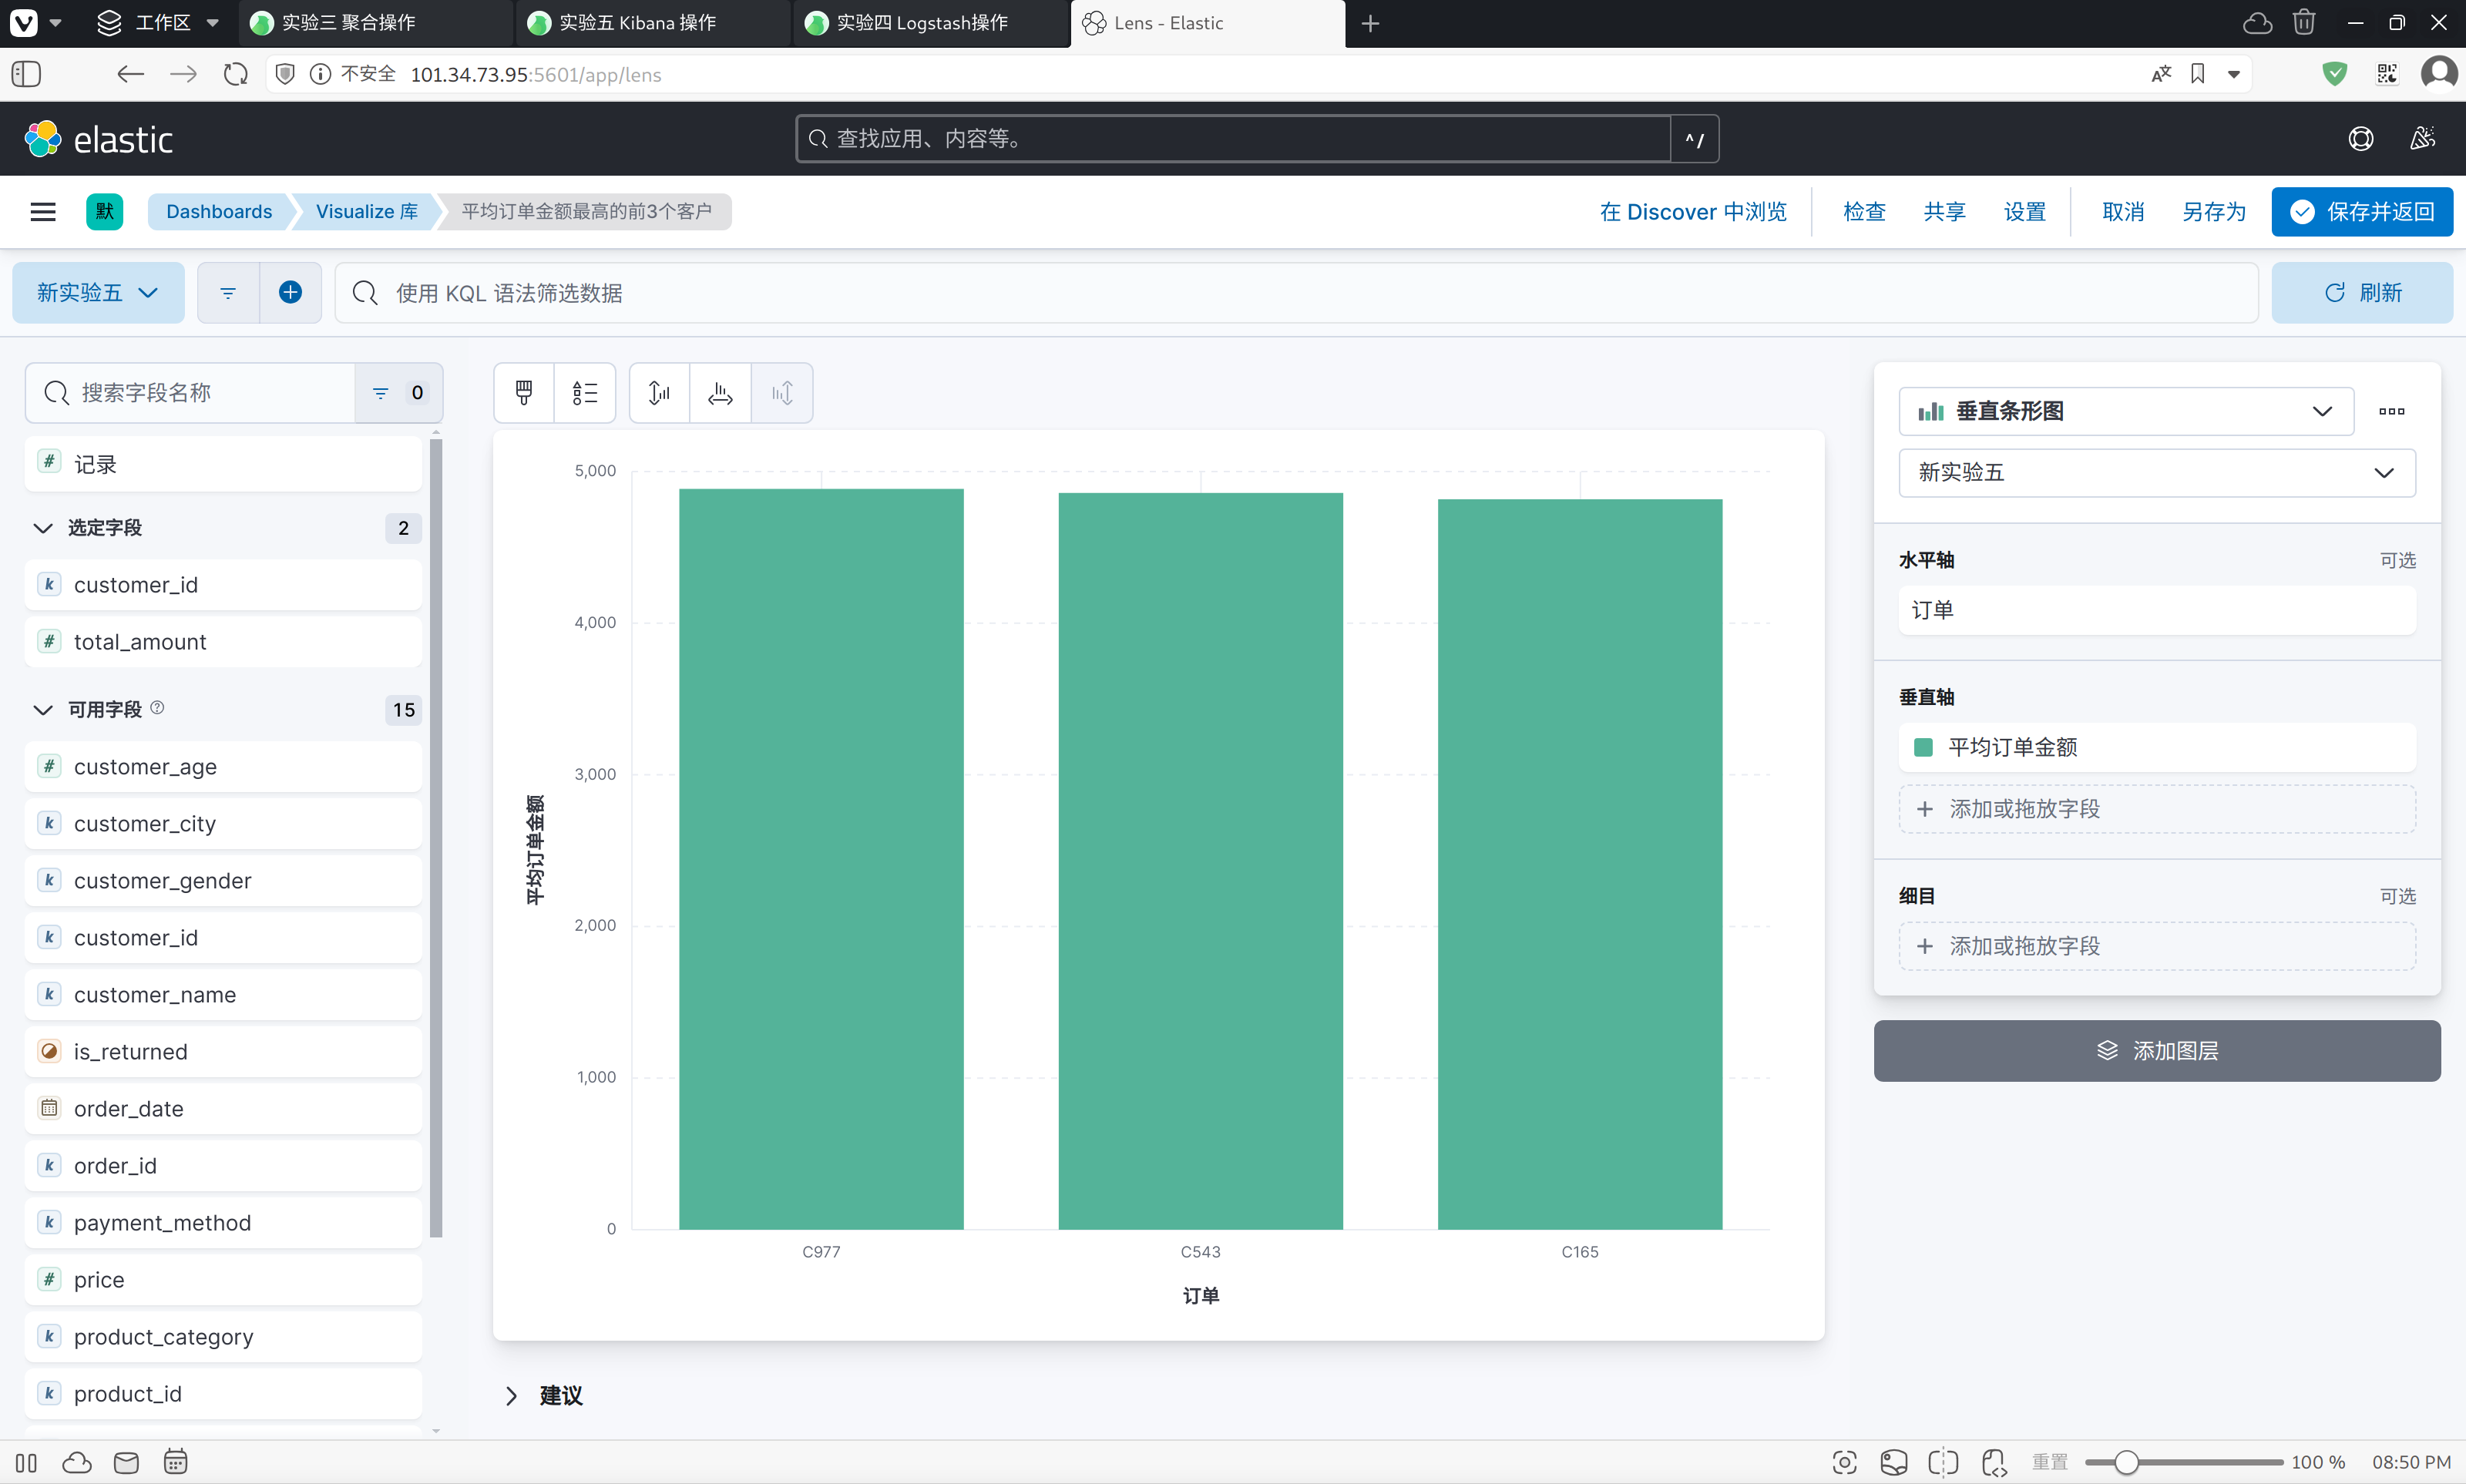 工作区
实验三 聚合操作
实验五 Kibana 操作
实验四 Logstash操作
Lens - Elastic
不安全 101.34.73.95:5601/app/lens
elastic
查找应用、内容等。
^/
默
Dashboards
Visualize 库
平均订单金额最高的前3个客户
在 Discover 中浏览
检查
共享
设置
取消
另存为
保存并返回
新实验五
使用 KQL 语法筛选数据
刷新
搜索字段名称
0
# 记录
选定字段
2
k customer_id
# total_amount
可用字段
15
# customer_age
k customer_city
k customer_gender
k customer_id
k customer_name
is_returned
order_date
k order_id
k payment_method
# price
k product_category
k product_id
5,000
4,000
3,000
2,000
1,000
0
平均订单金额
C977
C543
C165
订单
建议
垂直条形图
新实验五
水平轴
可选
订单
垂直轴
平均订单金额
添加或拖放字段
细目
可选
添加或拖放字段
添加图层
重置
100 %
08:50 PM